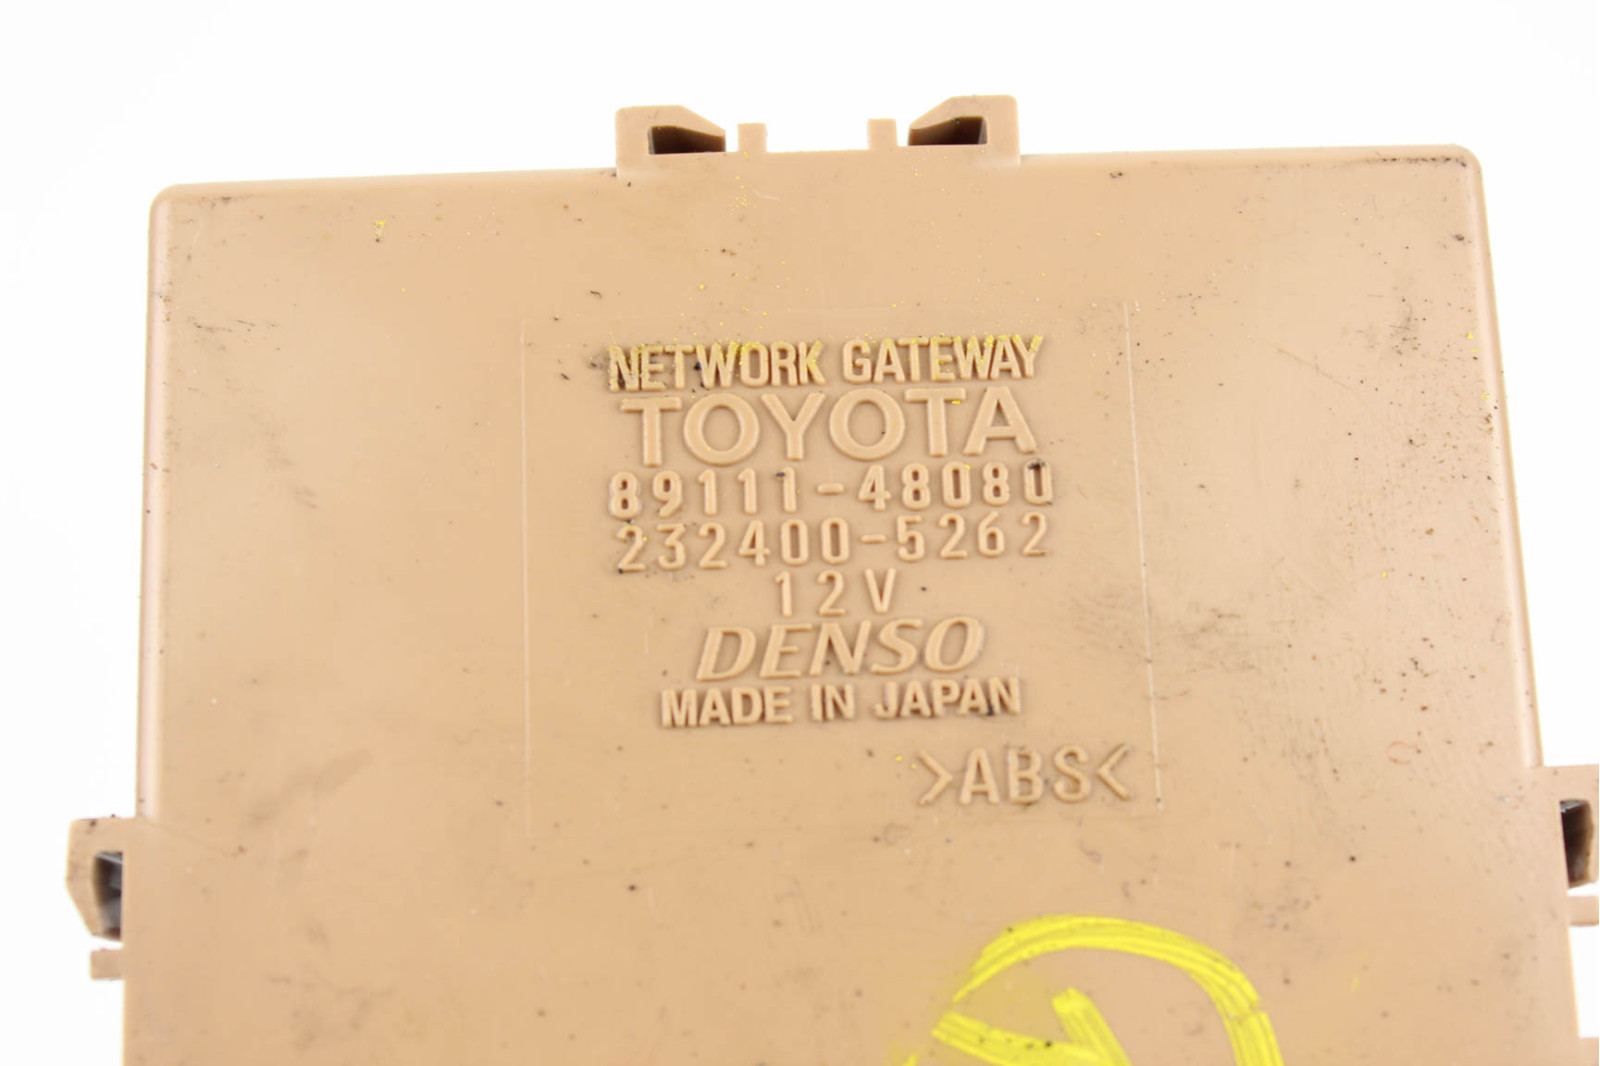 NETWORK GATEWAY
TOYOTA
89111-48080
232400-5262
12V
DENSO
MADE IN JAPAN
>ABS<